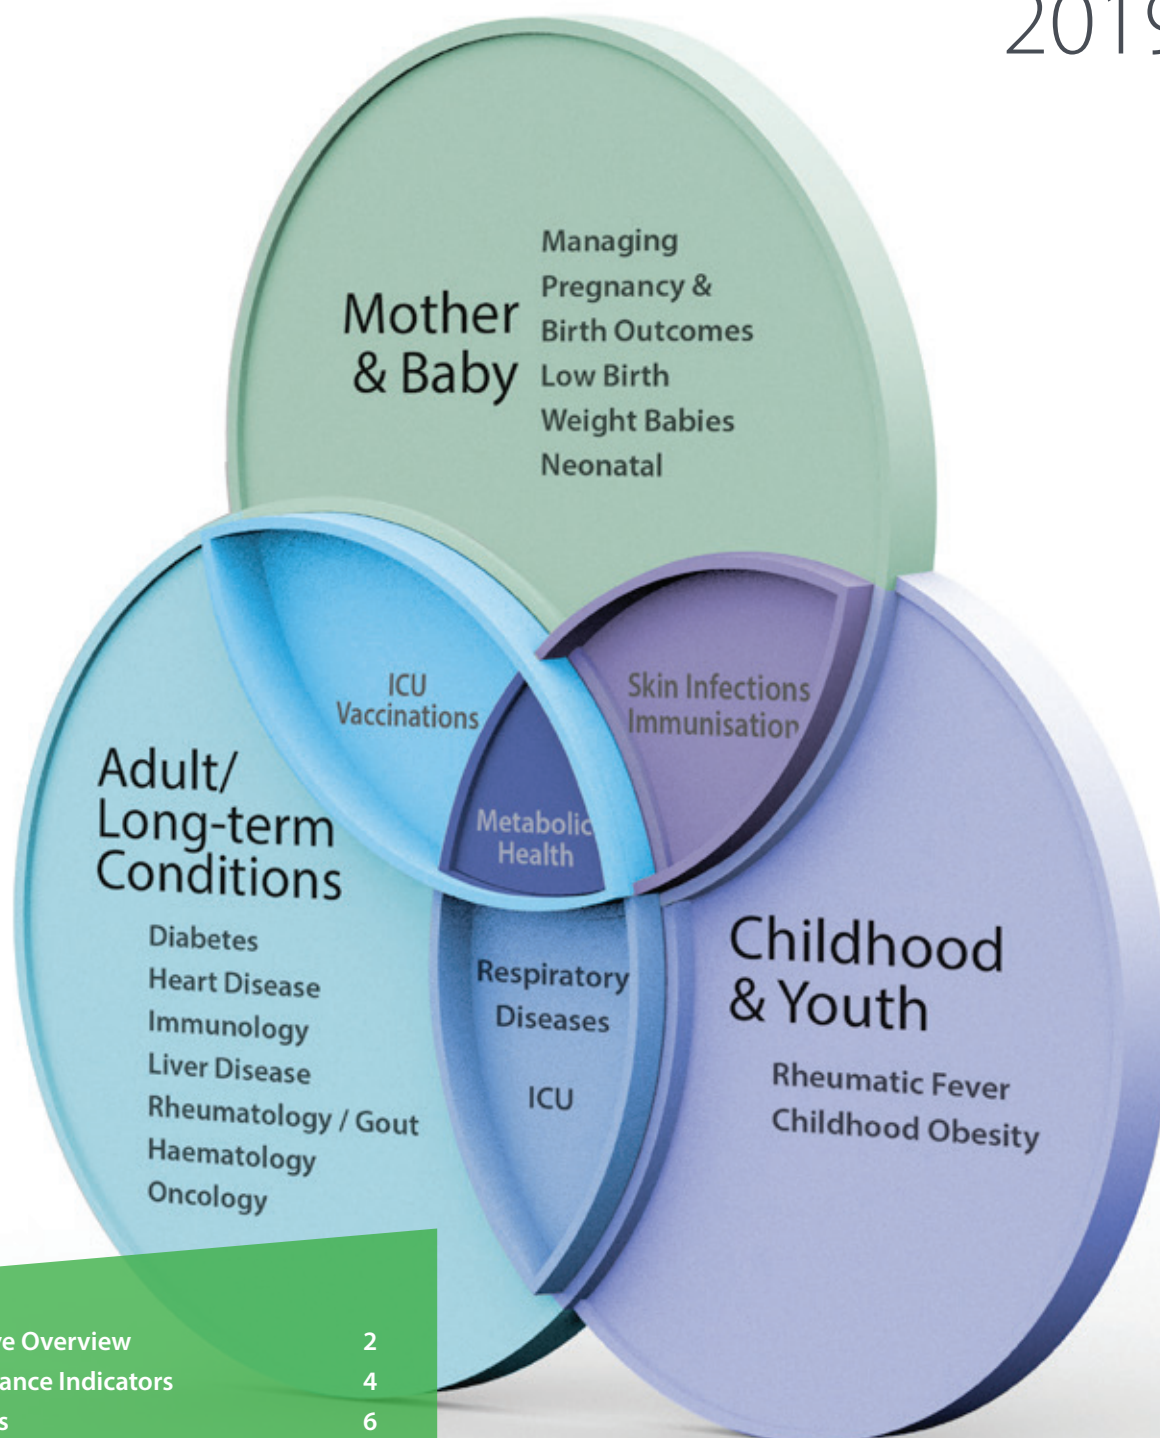 2019
Mother
& Baby
Managing
Pregnancy &
Birth Outcomes
Low Birth
Weight Babies
Neonatal
ICU
Vaccinations
Skin Infections
Immunisation
Metabolic
Health
Adult/
Long-term
Conditions
Diabetes
Heart Disease
Immunology
Liver Disease
Rheumatology / Gout
Haematology
Oncology
Respiratory
Diseases
ICU
Childhood
& Youth
Rheumatic Fever
Childhood Obesity
Overview 2
Indicators 4
6